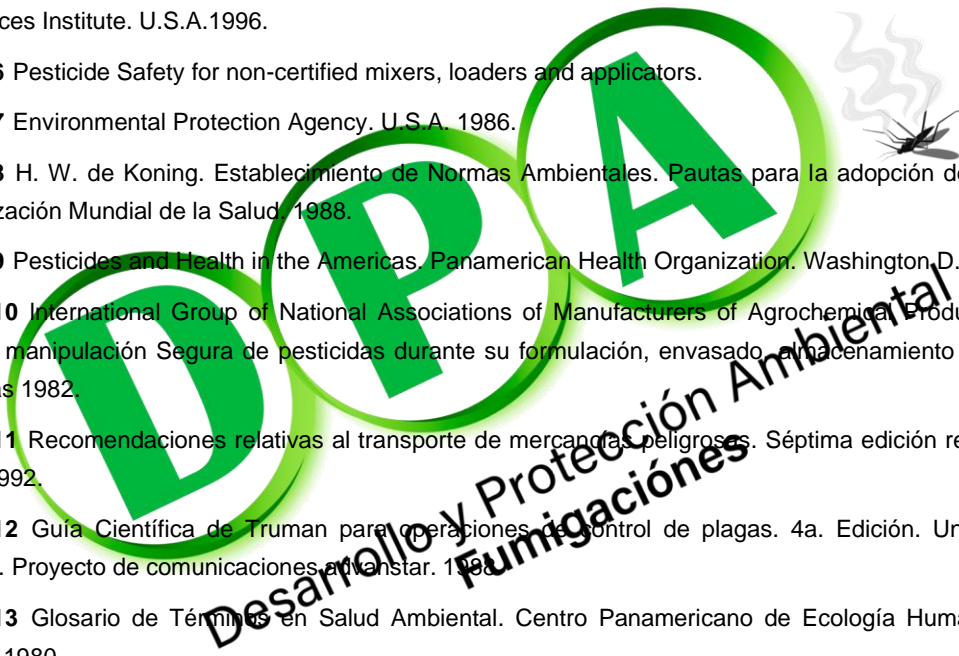 ces Institute. U.S.A.1996.
6 Pesticide Safety for non-certified mixers, loaders and applicators.
7 Environmental Protection Agency. U.S.A. 1986.
8 H. W. de Koning. Establecimiento de Normas Ambientales. Pautas para la adopción de
zación Mundial de la Salud. 1988.
9 Pesticides and Health in the Americas. Panamerican Health Organization. Washington D.
10 International Group of National Associations of Manufacturers of Agrochemical Produ
manipulación Segura de pesticidas durante su formulación, envasado, almacenamiento
as 1982.
11 Recomendaciones relativas al transporte de mercancías peligrosas. Séptima edición re
992.
12 Guía Científica de Truman para operaciones de control de plagas. 4a. Edición. Un
. Proyecto de comunicaciones advanstar. 1988.
13 Glosario de Términos en Salud Ambiental. Centro Panamericano de Ecología Huma
1980
DPA
Desarrollo y Protección Ambiental
Fumigaciónes